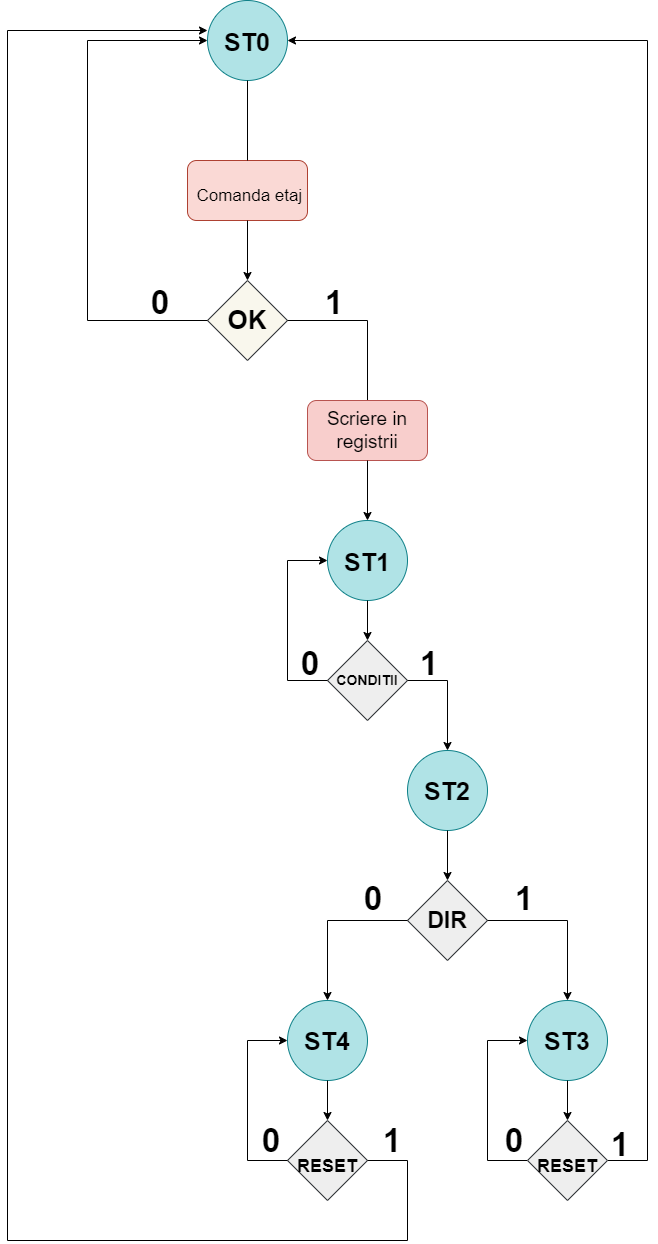 ST0
Comanda etaj
0
1
OK
Scriere in
registrii
ST1
0
1
CONDITII
ST2
0
1
DIR
ST4
ST3
0
1
0
1
RESET
RESET